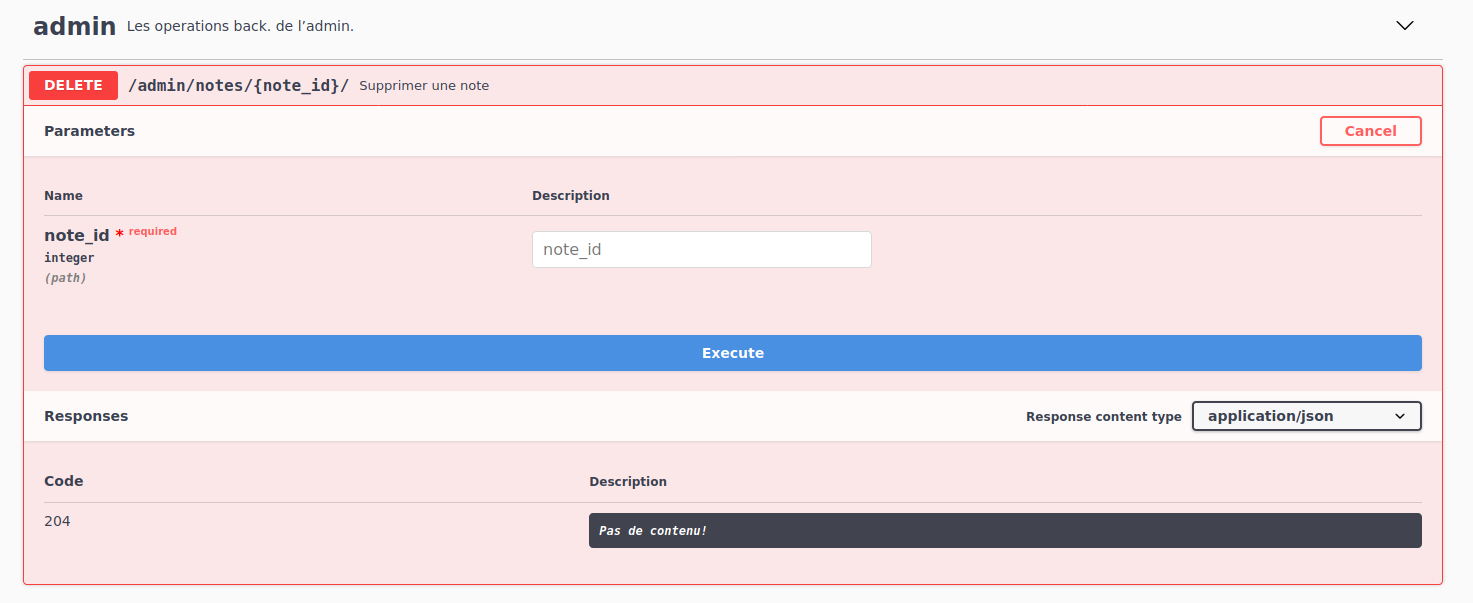 admin Les operations back. de l’admin.
DELETE /admin/notes/{note_id}/ Supprimer une note
Parameters Cancel
Name Description
note_id * required
integer
(path)
note_id
Execute
Responses Response content type application/json
Code Description
204 Pas de contenu!